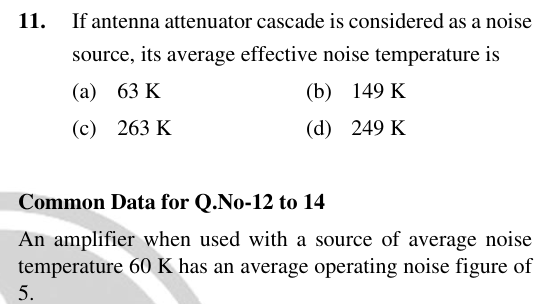 11. If antenna attenuator cascade is considered as a noise
source, its average effective noise temperature is
(a) 63 K (b) 149 K
(c) 263 K (d) 249 K
Common Data for Q.No-12 to 14
An amplifier when used with a source of average noise
temperature 60 K has an average operating noise figure of
5.